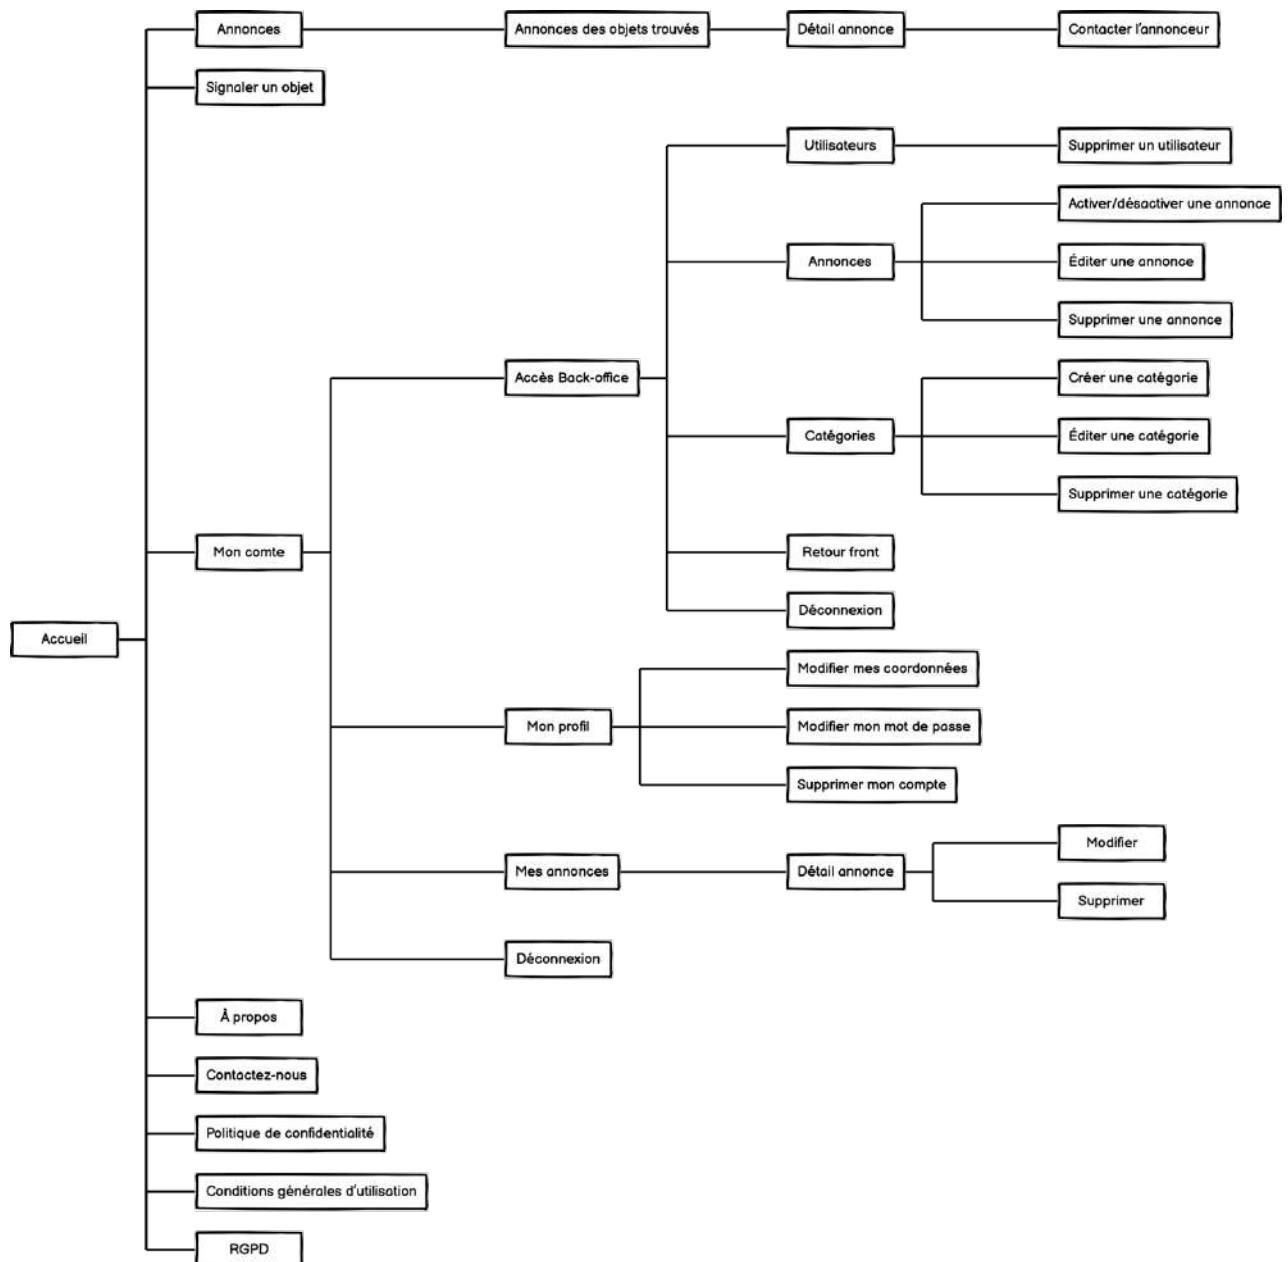 Annonces
Annonces des objets trouvés
Détail annonce
Contacter l'annonceur
Signaler un objet
Utilisateurs
Supprimer un utilisateur
Activer/désactiver une annonce
Annonces
Éditer une annonce
Supprimer une annonce
Accès Back-office
Créer une catégorie
Catégories
Éditer une catégorie
Supprimer une catégorie
Mon comte
Retour front
Déconnexion
Accueil
Modifier mes coordonnées
Mon profil
Modifier mon mot de passe
Supprimer mon compte
Modifier
Mes annonces
Détail annonce
Supprimer
Déconnexion
À propos
Contactez-nous
Politique de confidentialité
Conditions générales d'utilisation
RGPD